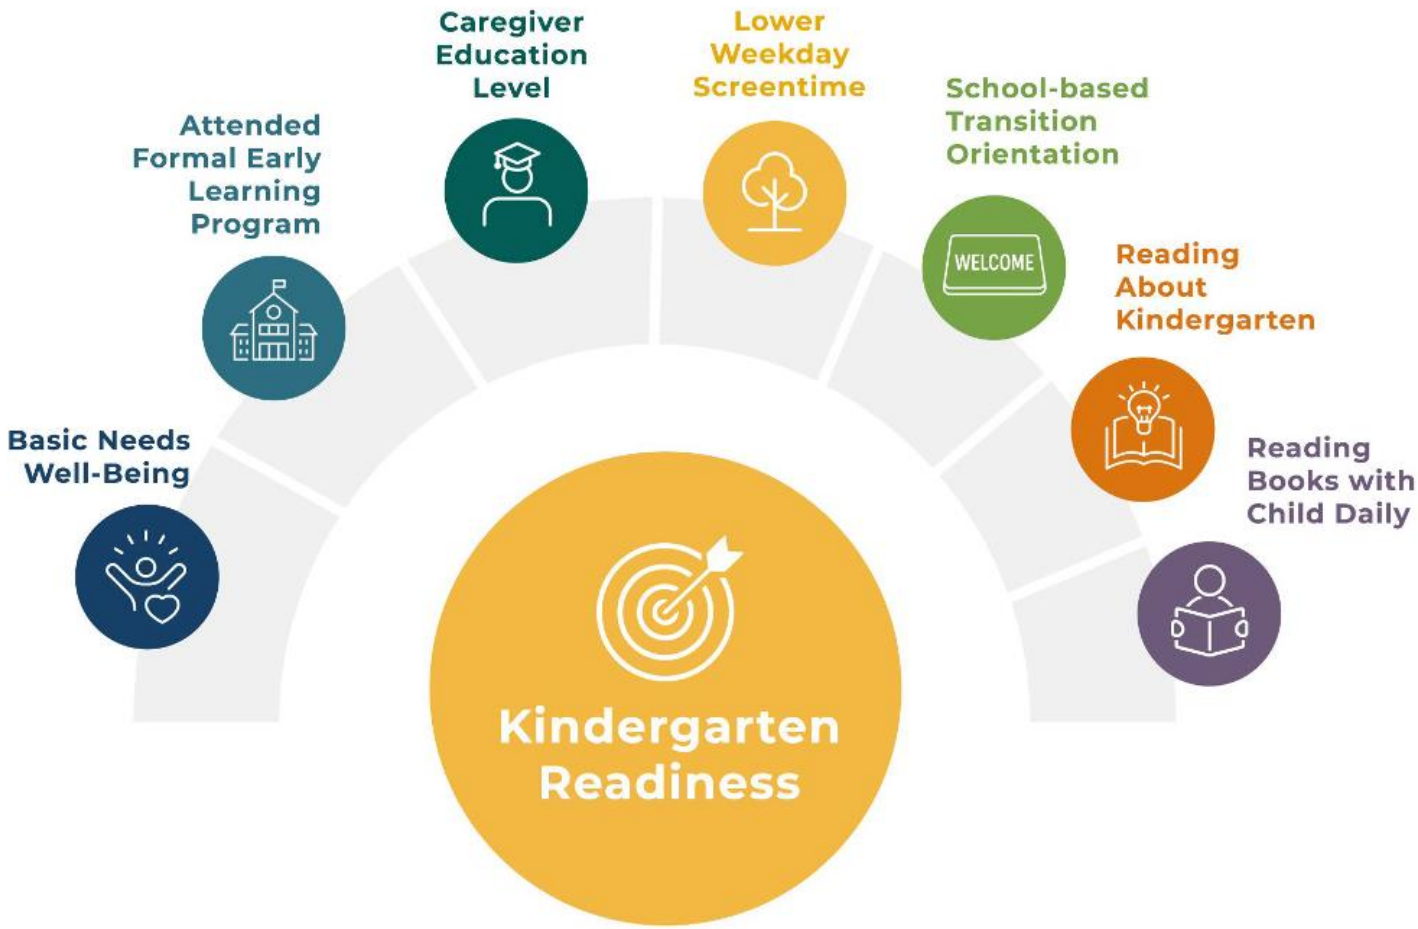 Caregiver
Education
Level
Lower
Weekday
Screentime
School-based
Transition
Orientation
Attended
Formal Early
Learning
Program
WELCOME
Reading
About
Kindergarten
Basic Needs
Well-Being
Reading
Books with
Child Daily
Kindergarten
Readiness